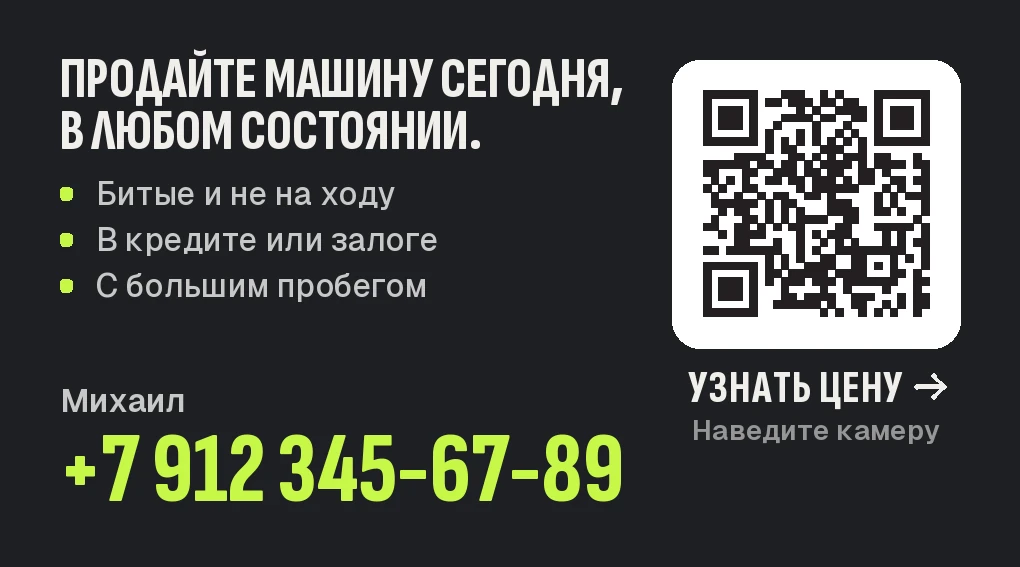 ПРОДАЙТЕ МАШИНУ СЕГОДНЯ,
В ЛЮБОМ СОСТОЯНИИ.
Битые и не на ходу
В кредите или залоге
С большим пробегом
Михаил
+7 912 345-67-89
УЗНАТЬ ЦЕНУ →
Наведите камеру